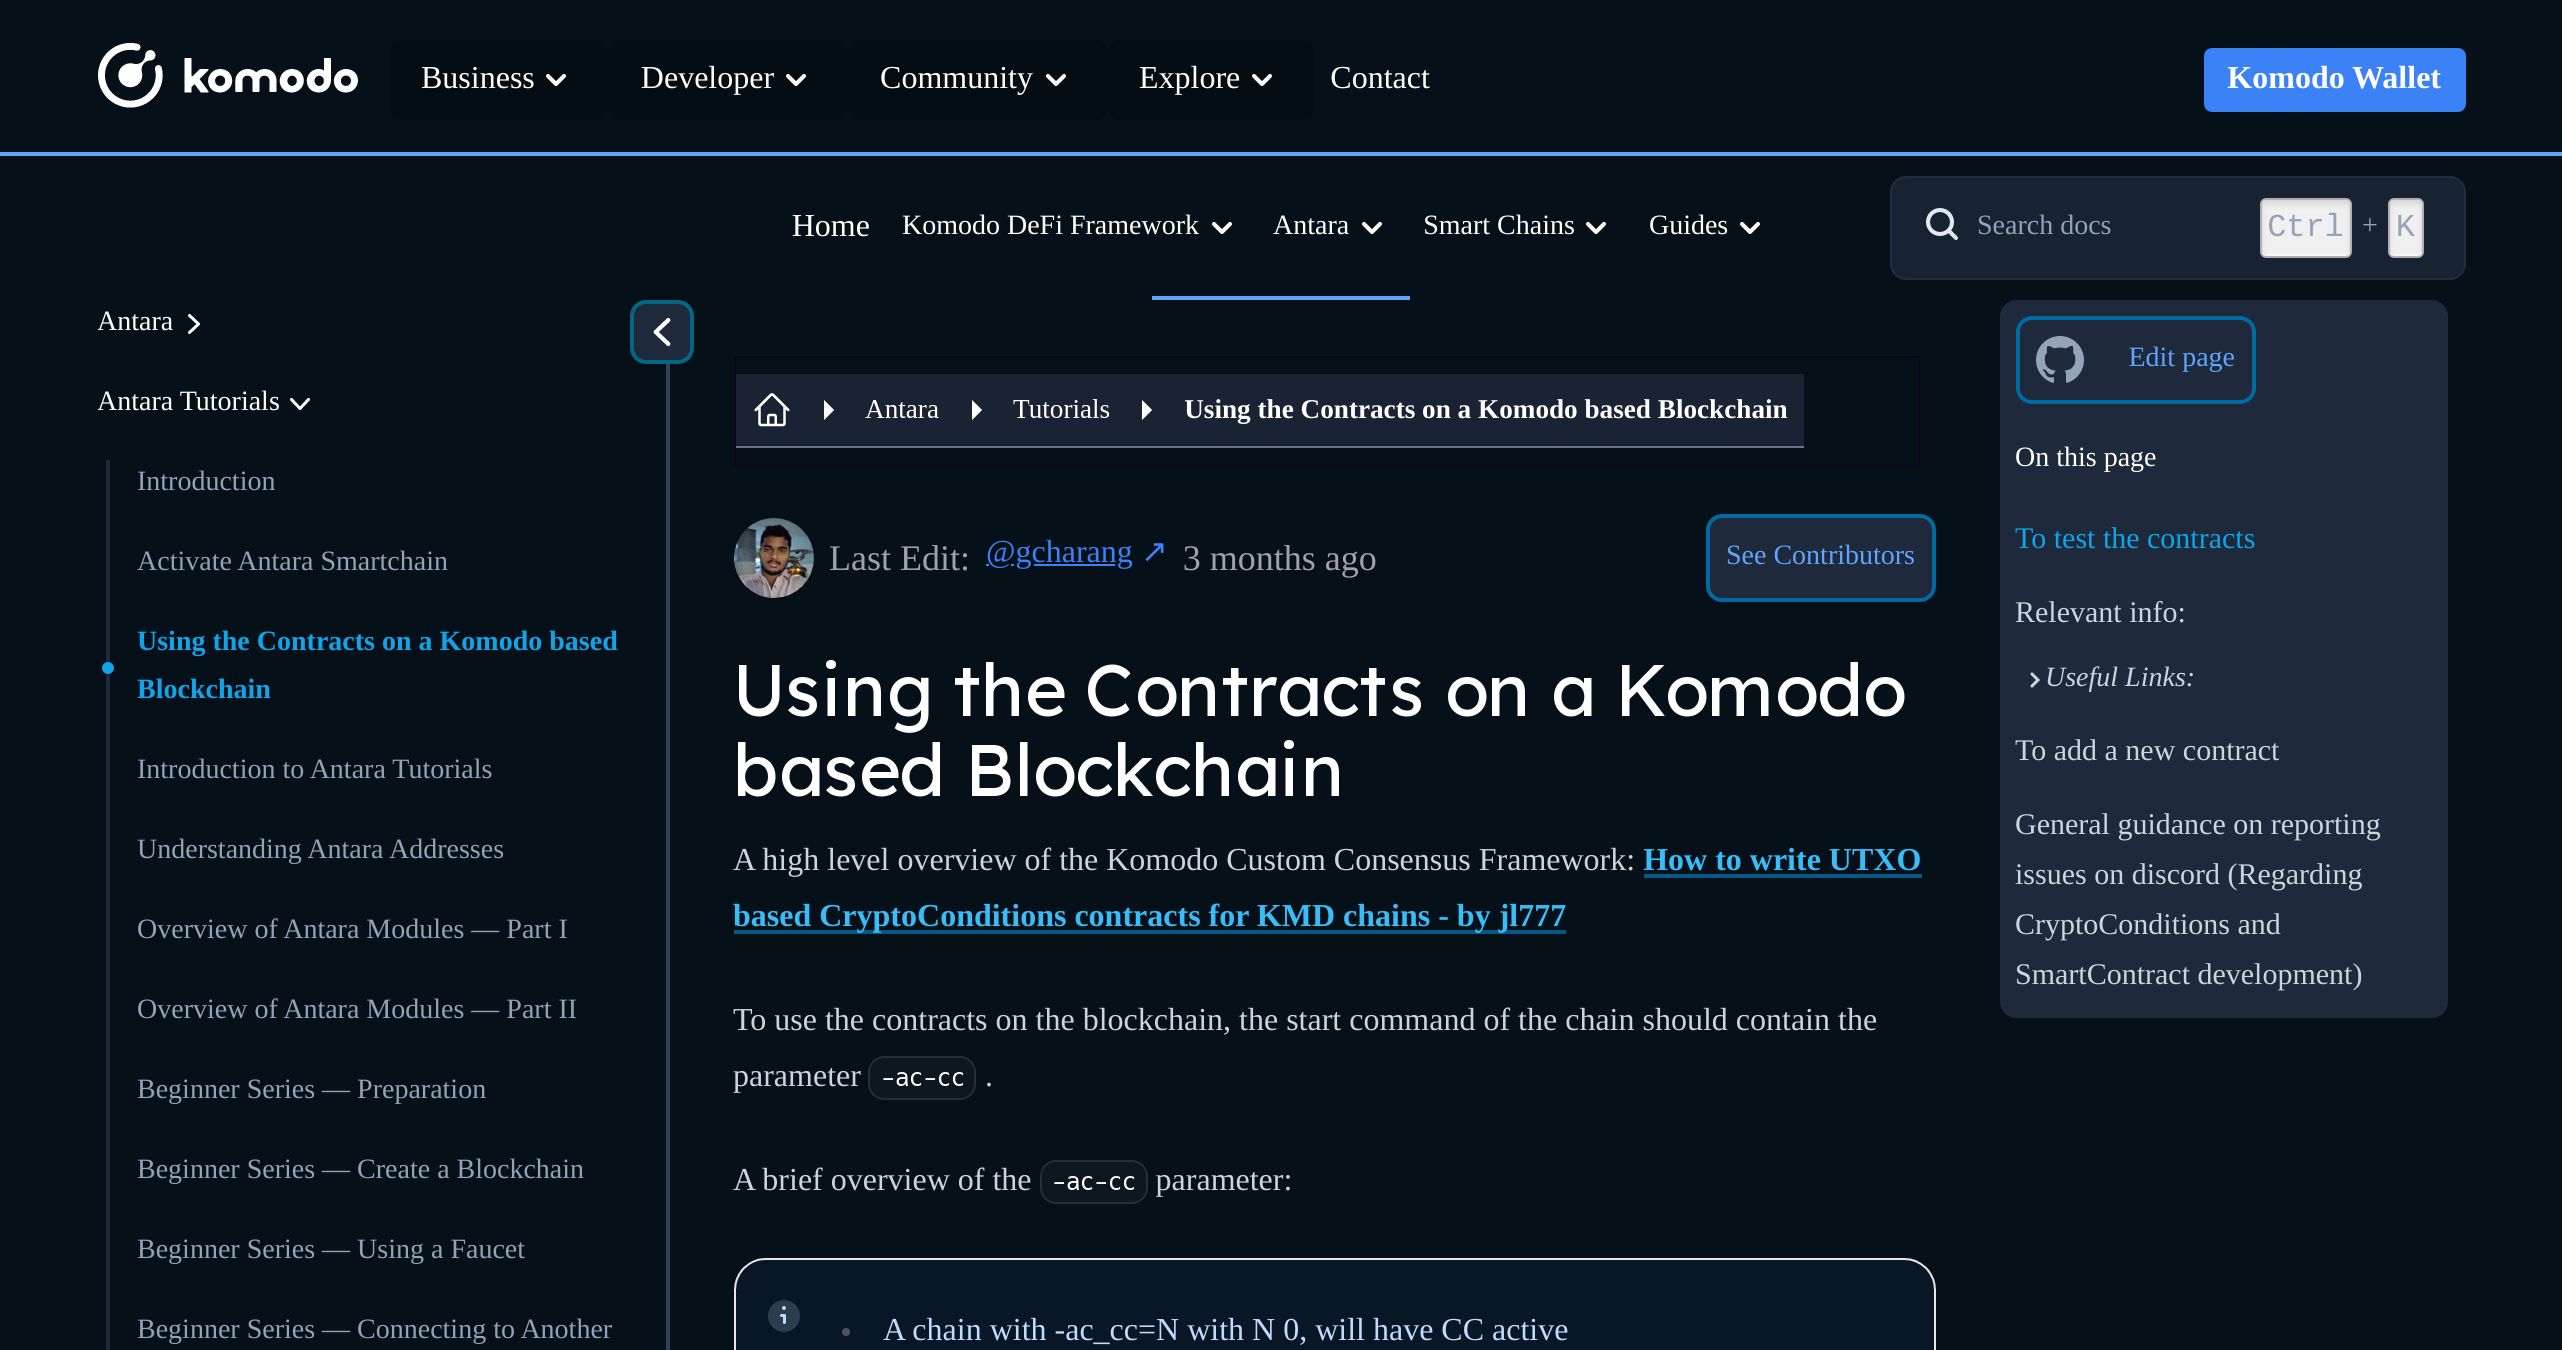 komodo
Business
Developer
Community
Explore
Contact
Komodo Wallet
Home
Komodo DeFi Framework
Antara
Smart Chains
Guides
Search docs
Ctrl + K
Antara
Antara Tutorials
Introduction
Activate Antara Smartchain
Using the Contracts on a Komodo based
Blockchain
Introduction to Antara Tutorials
Understanding Antara Addresses
Overview of Antara Modules — Part I
Overview of Antara Modules — Part II
Beginner Series — Preparation
Beginner Series — Create a Blockchain
Beginner Series — Using a Faucet
Beginner Series — Connecting to Another
Antara
Tutorials
Using the Contracts on a Komodo based Blockchain
Last Edit: @gcharang ↗ 3 months ago
See Contributors
Using the Contracts on a Komodo
based Blockchain
A high level overview of the Komodo Custom Consensus Framework: How to write UTXO
based CryptoConditions contracts for KMD chains - by jl777
To use the contracts on the blockchain, the start command of the chain should contain the
parameter -ac-cc .
A brief overview of the -ac-cc parameter:
• A chain with -ac_cc=N with N 0, will have CC active
Edit page
On this page
To test the contracts
Relevant info:
Useful Links:
To add a new contract
General guidance on reporting
issues on discord (Regarding
CryptoConditions and
SmartContract development)